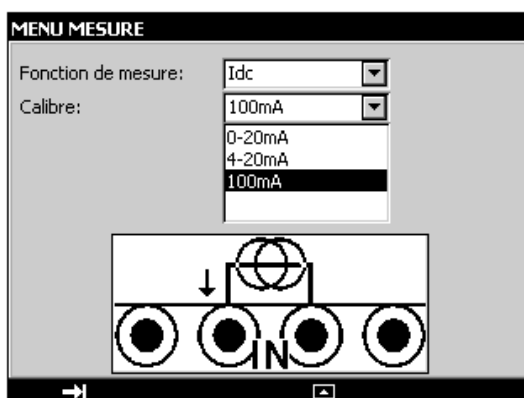 MENU MESURE
Fonction de mesure: Idc
Calibre: 100mA
0-20mA
4-20mA
100mA
IN